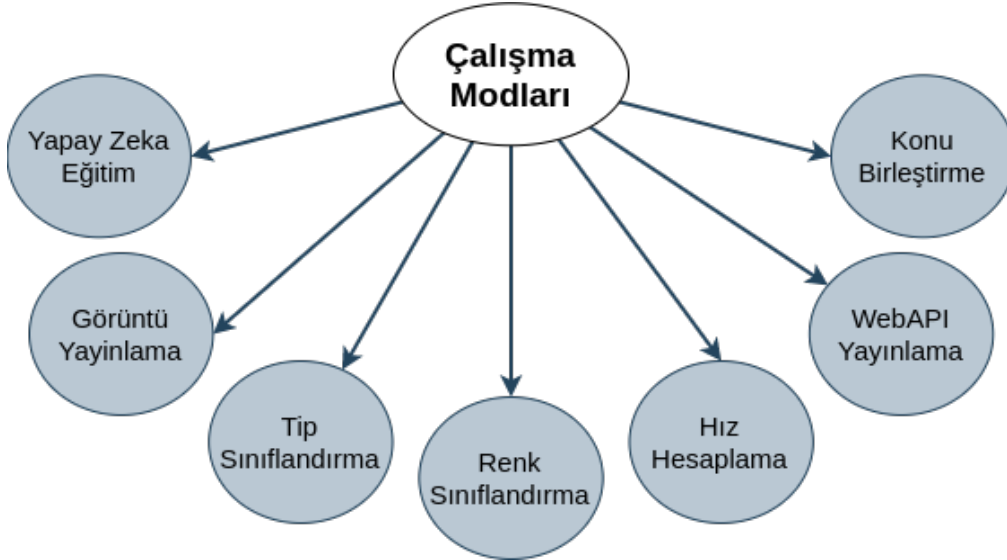 Çalışma
Modları
Yapay Zeka
Eğitim
Konu
Birleştirme
Görüntü
Yayinlama
WebAPI
Yayınlama
Tip
Sınıflandırma
Renk
Sınıflandırma
Hız
Hesaplama